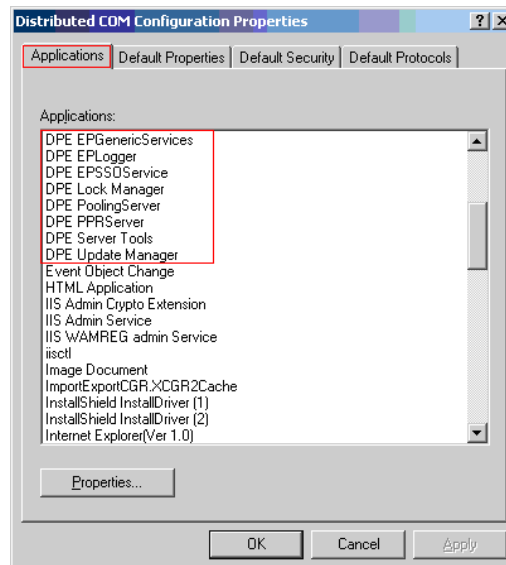 Distributed COM Configuration Properties
Applications Default Properties Default Security Default Protocols
Applications:
DPE EPGenericServices
DPE EPLogger
DPE EPSSOService
DPE Lock Manager
DPE PoolingServer
DPE PPRServer
DPE Server Tools
DPE Update Manager
Event Object Change
HTML Application
IIS Admin Crypto Extension
IIS Admin Service
IIS WAMREG admin Service
iisctl
Image Document
ImportExportCGR.XCGR2Cache
InstallShield InstallDriver (1)
InstallShield InstallDriver (2)
Internet Explorer(Ver 1.0)
Properties...
OK Cancel Apply